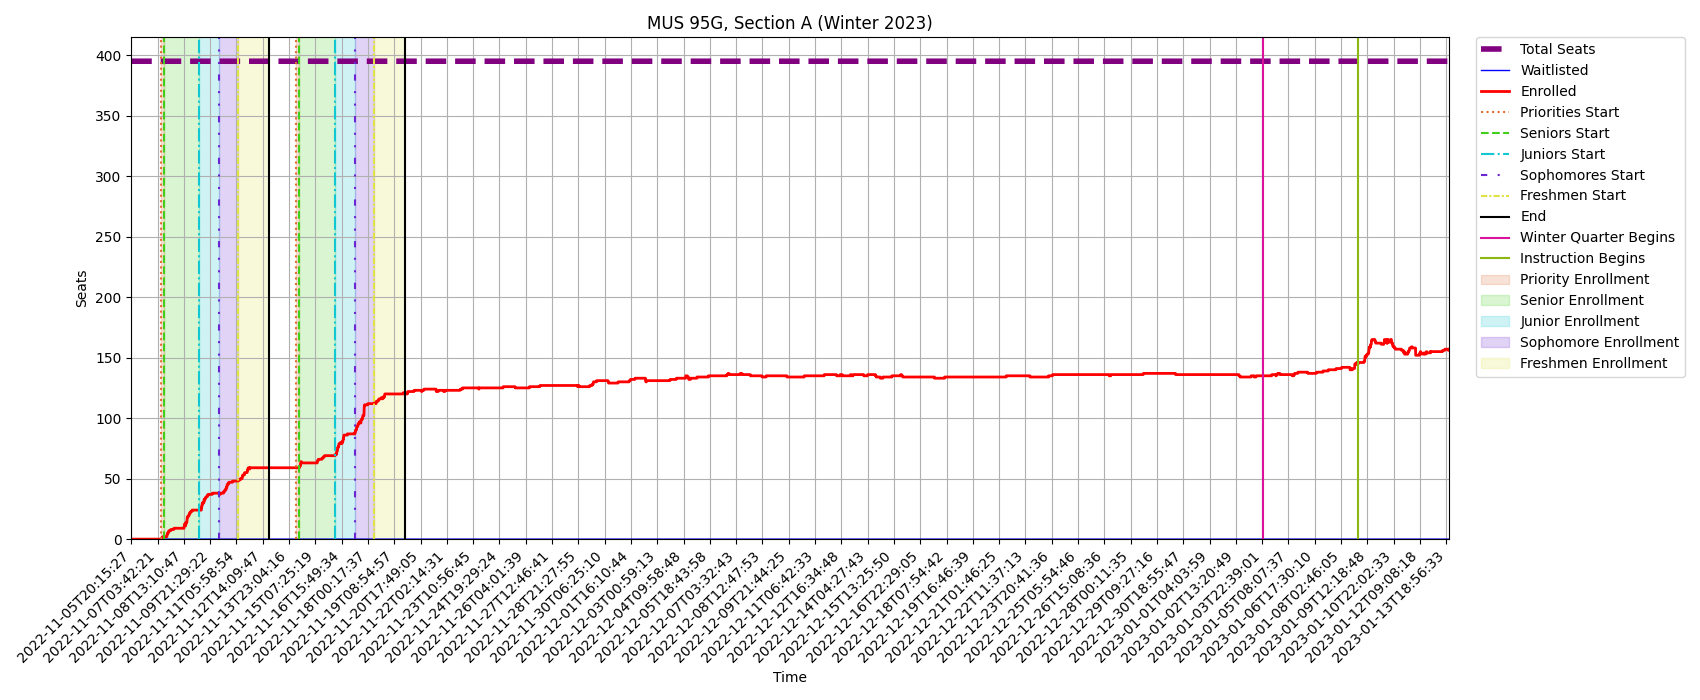 MUS 95G, Section A (Winter 2023)
Seats
400
350
300
250
200
150
100
50
0
2022-11-05T20:15:27
2022-11-07T03:42:21
2022-11-08T13:10:47
2022-11-09T21:29:22
2022-11-11T05:58:54
2022-11-12T14:09:47
2022-11-13T23:04:16
2022-11-15T07:25:19
2022-11-16T15:49:34
2022-11-18T00:17:37
2022-11-19T08:54:57
2022-11-20T17:49:05
2022-11-22T02:14:31
2022-11-23T10:56:45
2022-11-24T19:29:24
2022-11-26T04:01:39
2022-11-27T12:46:41
2022-11-28T21:27:55
2022-11-30T06:25:10
2022-12-01T16:10:44
2022-12-03T00:59:13
2022-12-04T09:58:48
2022-12-05T18:43:58
2022-12-07T03:32:43
2022-12-08T12:47:53
2022-12-09T21:44:25
2022-12-11T06:42:33
2022-12-12T16:34:48
2022-12-14T04:27:43
2022-12-15T13:25:50
2022-12-16T22:29:05
2022-12-18T07:54:42
2022-12-19T16:46:39
2022-12-21T01:46:25
2022-12-22T11:37:13
2022-12-23T20:41:36
2022-12-25T05:54:46
2022-12-26T15:08:36
2022-12-28T00:11:35
2022-12-29T09:27:16
2022-12-30T18:55:47
2023-01-01T04:03:59
2023-01-02T13:20:49
2023-01-03T22:39:01
2023-01-05T08:07:37
2023-01-06T17:30:10
2023-01-08T02:46:05
2023-01-09T12:18:48
2023-01-10T22:02:33
2023-01-12T09:08:18
2023-01-13T18:56:33
Time
Total Seats
Waitlisted
Enrolled
Priorities Start
Seniors Start
Juniors Start
Sophomores Start
Freshmen Start
End
Winter Quarter Begins
Instruction Begins
Priority Enrollment
Senior Enrollment
Junior Enrollment
Sophomore Enrollment
Freshmen Enrollment